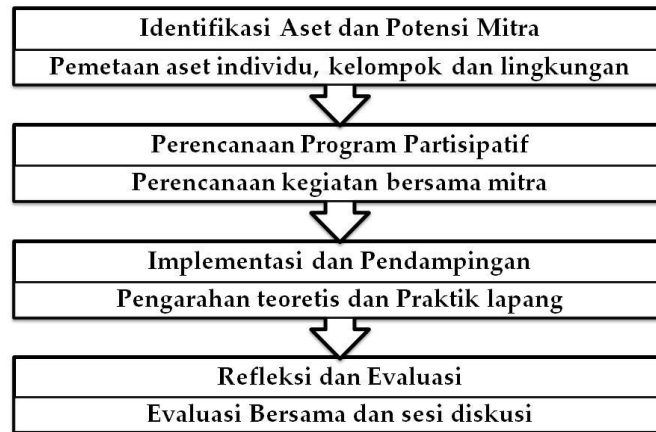 Identifikasi Aset dan Potensi Mitra
Pemetaan aset individu, kelompok dan lingkungan
Perencanaan Program Partisipatif
Perencanaan kegiatan bersama mitra
Implementasi dan Pendampingan
Pengarahan teoretis dan Praktik lapang
Refleksi dan Evaluasi
Evaluasi Bersama dan sesi diskusi